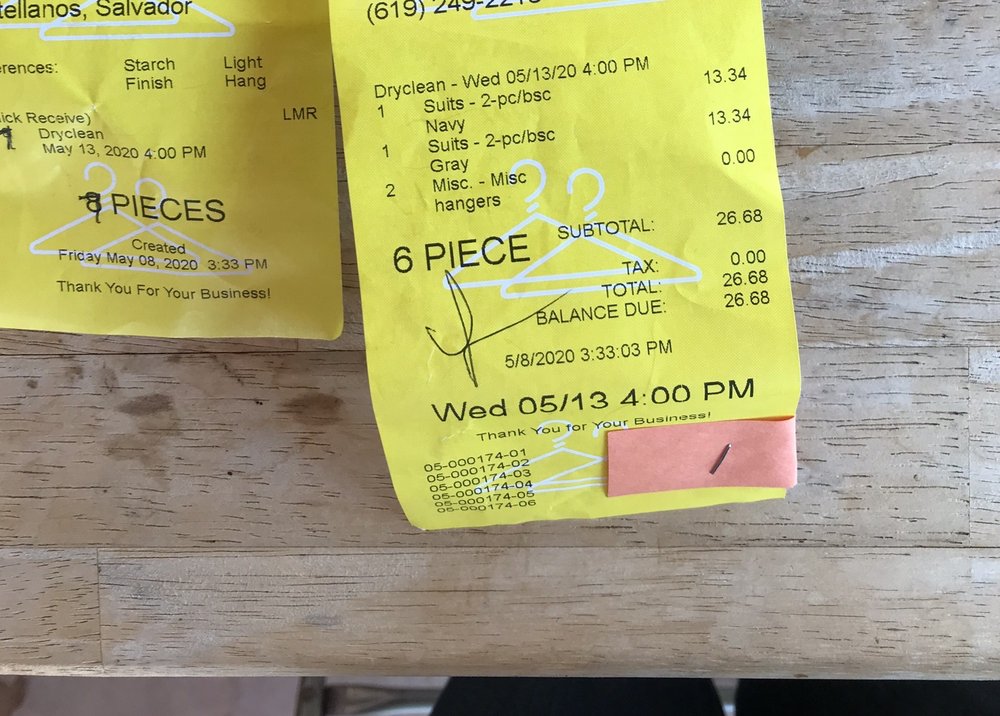 tellanos, Salvador
erences: Starch Light
Finish Hang
ick Receive) LMR
1 Dryclean
May 13, 2020 4:00 PM
8 PIECES
Created
Friday May 08, 2020 3:33 PM
Thank You For Your Business!
(619) 249-2213
Dryclean - Wed 05/13/20 4:00 PM
1 Suits - 2-pc/bsc 13.34
Navy
1 Suits - 2-pc/bsc 13.34
Gray
2 Misc. - Misc 0.00
hangers
6 PIECE
SUBTOTAL: 26.68
TAX: 0.00
TOTAL: 26.68
BALANCE DUE: 26.68
5/8/2020 3:33:03 PM
Wed 05/13 4:00 PM
Thank You for Your Business!
05-000174-01
05-000174-02
05-000174-03
05-000174-04
05-000174-05
05-000174-06